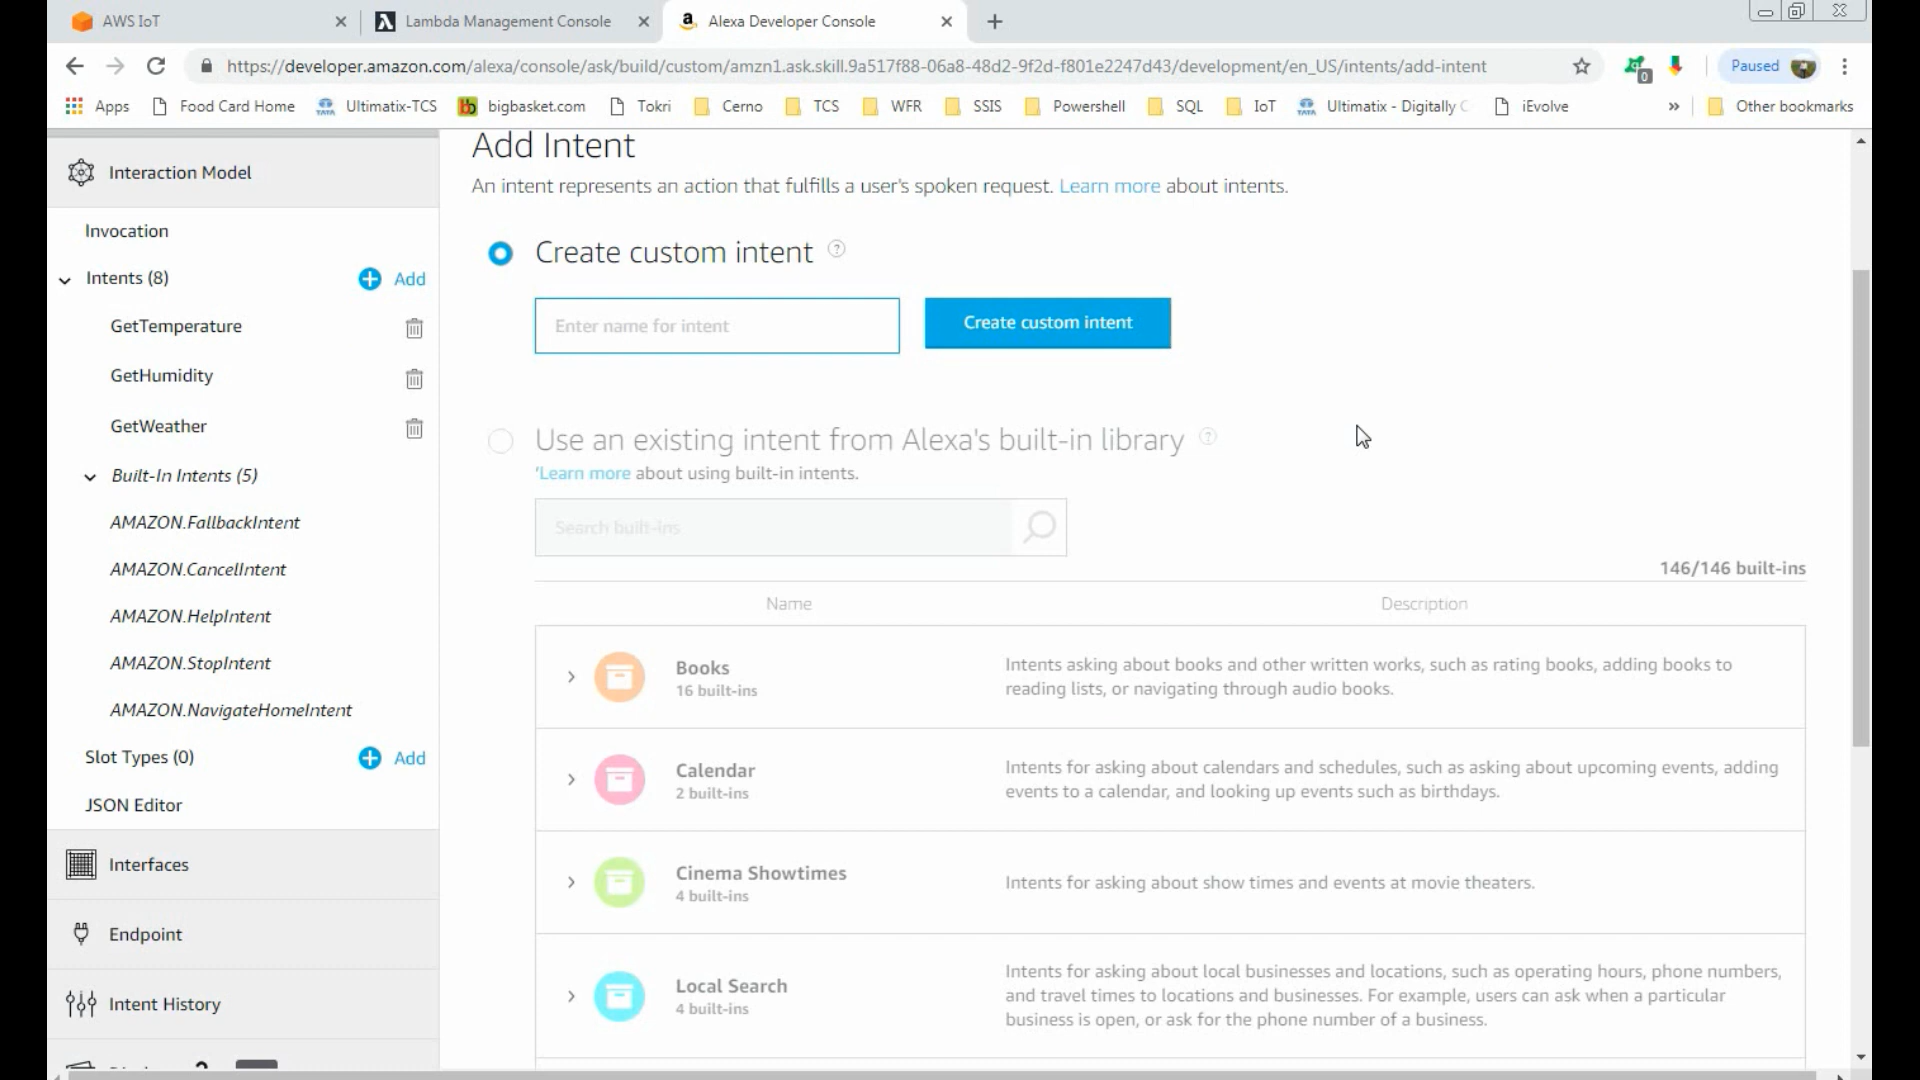 AWS IoT
Lambda Management Console
Alexa Developer Console
https://developer.amazon.com/alexa/console/ask/build/custom/amzn1.ask.skill.9a517f88-06a8-48d2-9f2d-f801e2247d43/development/en_US/intents/add-intent
0
Paused
Apps
Food Card Home
Ultimatix-TCS
bigbasket.com
Tokri
Cerno
TCS
WFR
SSIS
Powershell
SQL
IoT
Ultimatix - Digitally C
iEvolve
»
Other bookmarks
Interaction Model
Invocation
Intents (8)
Add
GetTemperature
GetHumidity
GetWeather
Built-In Intents (5)
AMAZON.FallbackIntent
AMAZON.CancelIntent
AMAZON.HelpIntent
AMAZON.StopIntent
AMAZON.NavigateHomeIntent
Slot Types (0)
Add
JSON Editor
Interfaces
Endpoint
Intent History
Add Intent
An intent represents an action that fulfills a user's spoken request. Learn more about intents.
Create custom intent ?
Enter name for intent
Create custom intent
Use an existing intent from Alexa's built-in library ?
'Learn more about using built-in intents.
Search built-ins
146/146 built-ins
Name
Description
Books
16 built-ins
Intents asking about books and other written works, such as rating books, adding books to
reading lists, or navigating through audio books.
Calendar
2 built-ins
Intents for asking about calendars and schedules, such as asking about upcoming events, adding
events to a calendar, and looking up events such as birthdays.
Cinema Showtimes
4 built-ins
Intents for asking about show times and events at movie theaters.
Local Search
4 built-ins
Intents for asking about local businesses and locations, such as operating hours, phone numbers,
and travel times to locations and businesses. For example, users can ask when a particular
business is open, or ask for the phone number of a business.